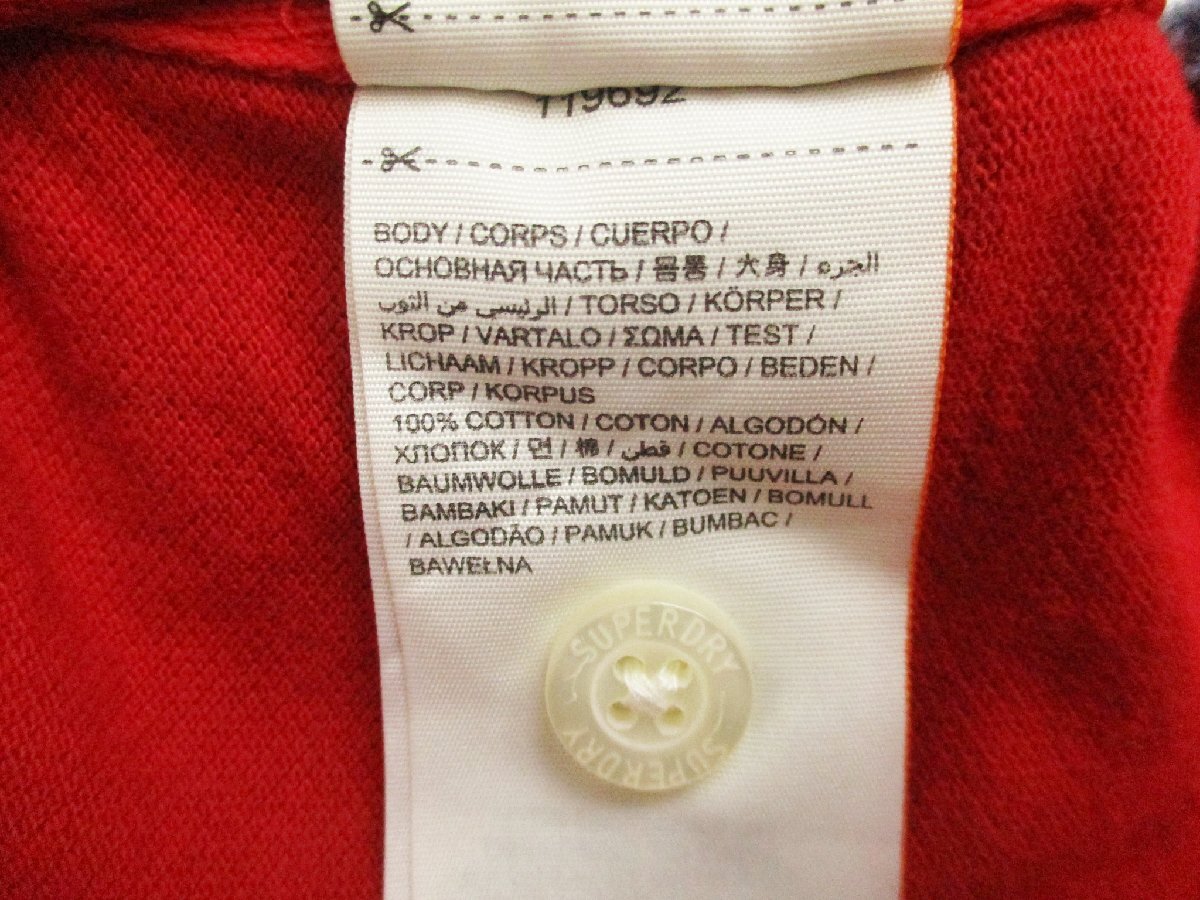 119692
BODY / CORPS / CUERPO /
ОСНОВНАЯ ЧАСТЬ / 몸통 / 大身 / الجزء
الرئيسي من الثوب / TORSO / KÖRPER /
KROP / VARTALO / ΣΩΜΑ / TEST /
LICHAAM / KROPP / CORPO / BEDEN /
CORP / KORPUS
100% COTTON / COTON / ALGODÓN /
ХЛОПОК / 면 / 棉 / قطن / COTONE /
BAUMWOLLE / BOMULD / PUUVILLA /
BAMBAKI / PAMUT / KATOEN / BOMULL
/ ALGODÃO / PAMUK / BUMBAC /
BAWEŁNA
SUPERDRY
SUPERDRY